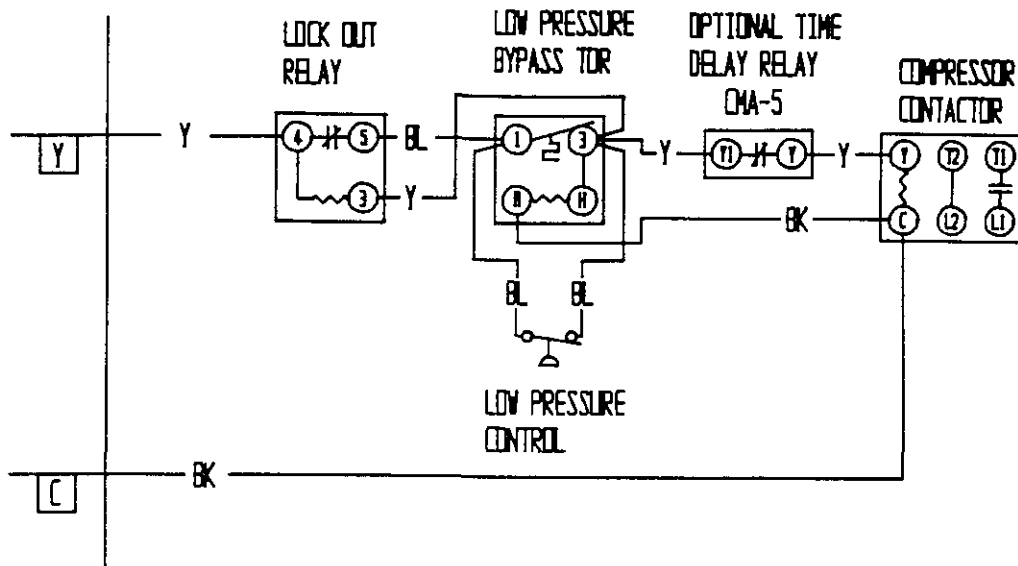 LOCK OUT
RELAY
LOW PRESSURE
BYPASS TDR
OPTIONAL TIME
DELAY RELAY
CMA-5
COMPRESSOR
CONTACTOR
Y
Y
4
5
BL
1
3
Y
Y1
Y
Y
Y
T2
T1
3
Y
H
H
BK
C
L2
L1
BL
BL
LOW PRESSURE
CONTROL
C
BK